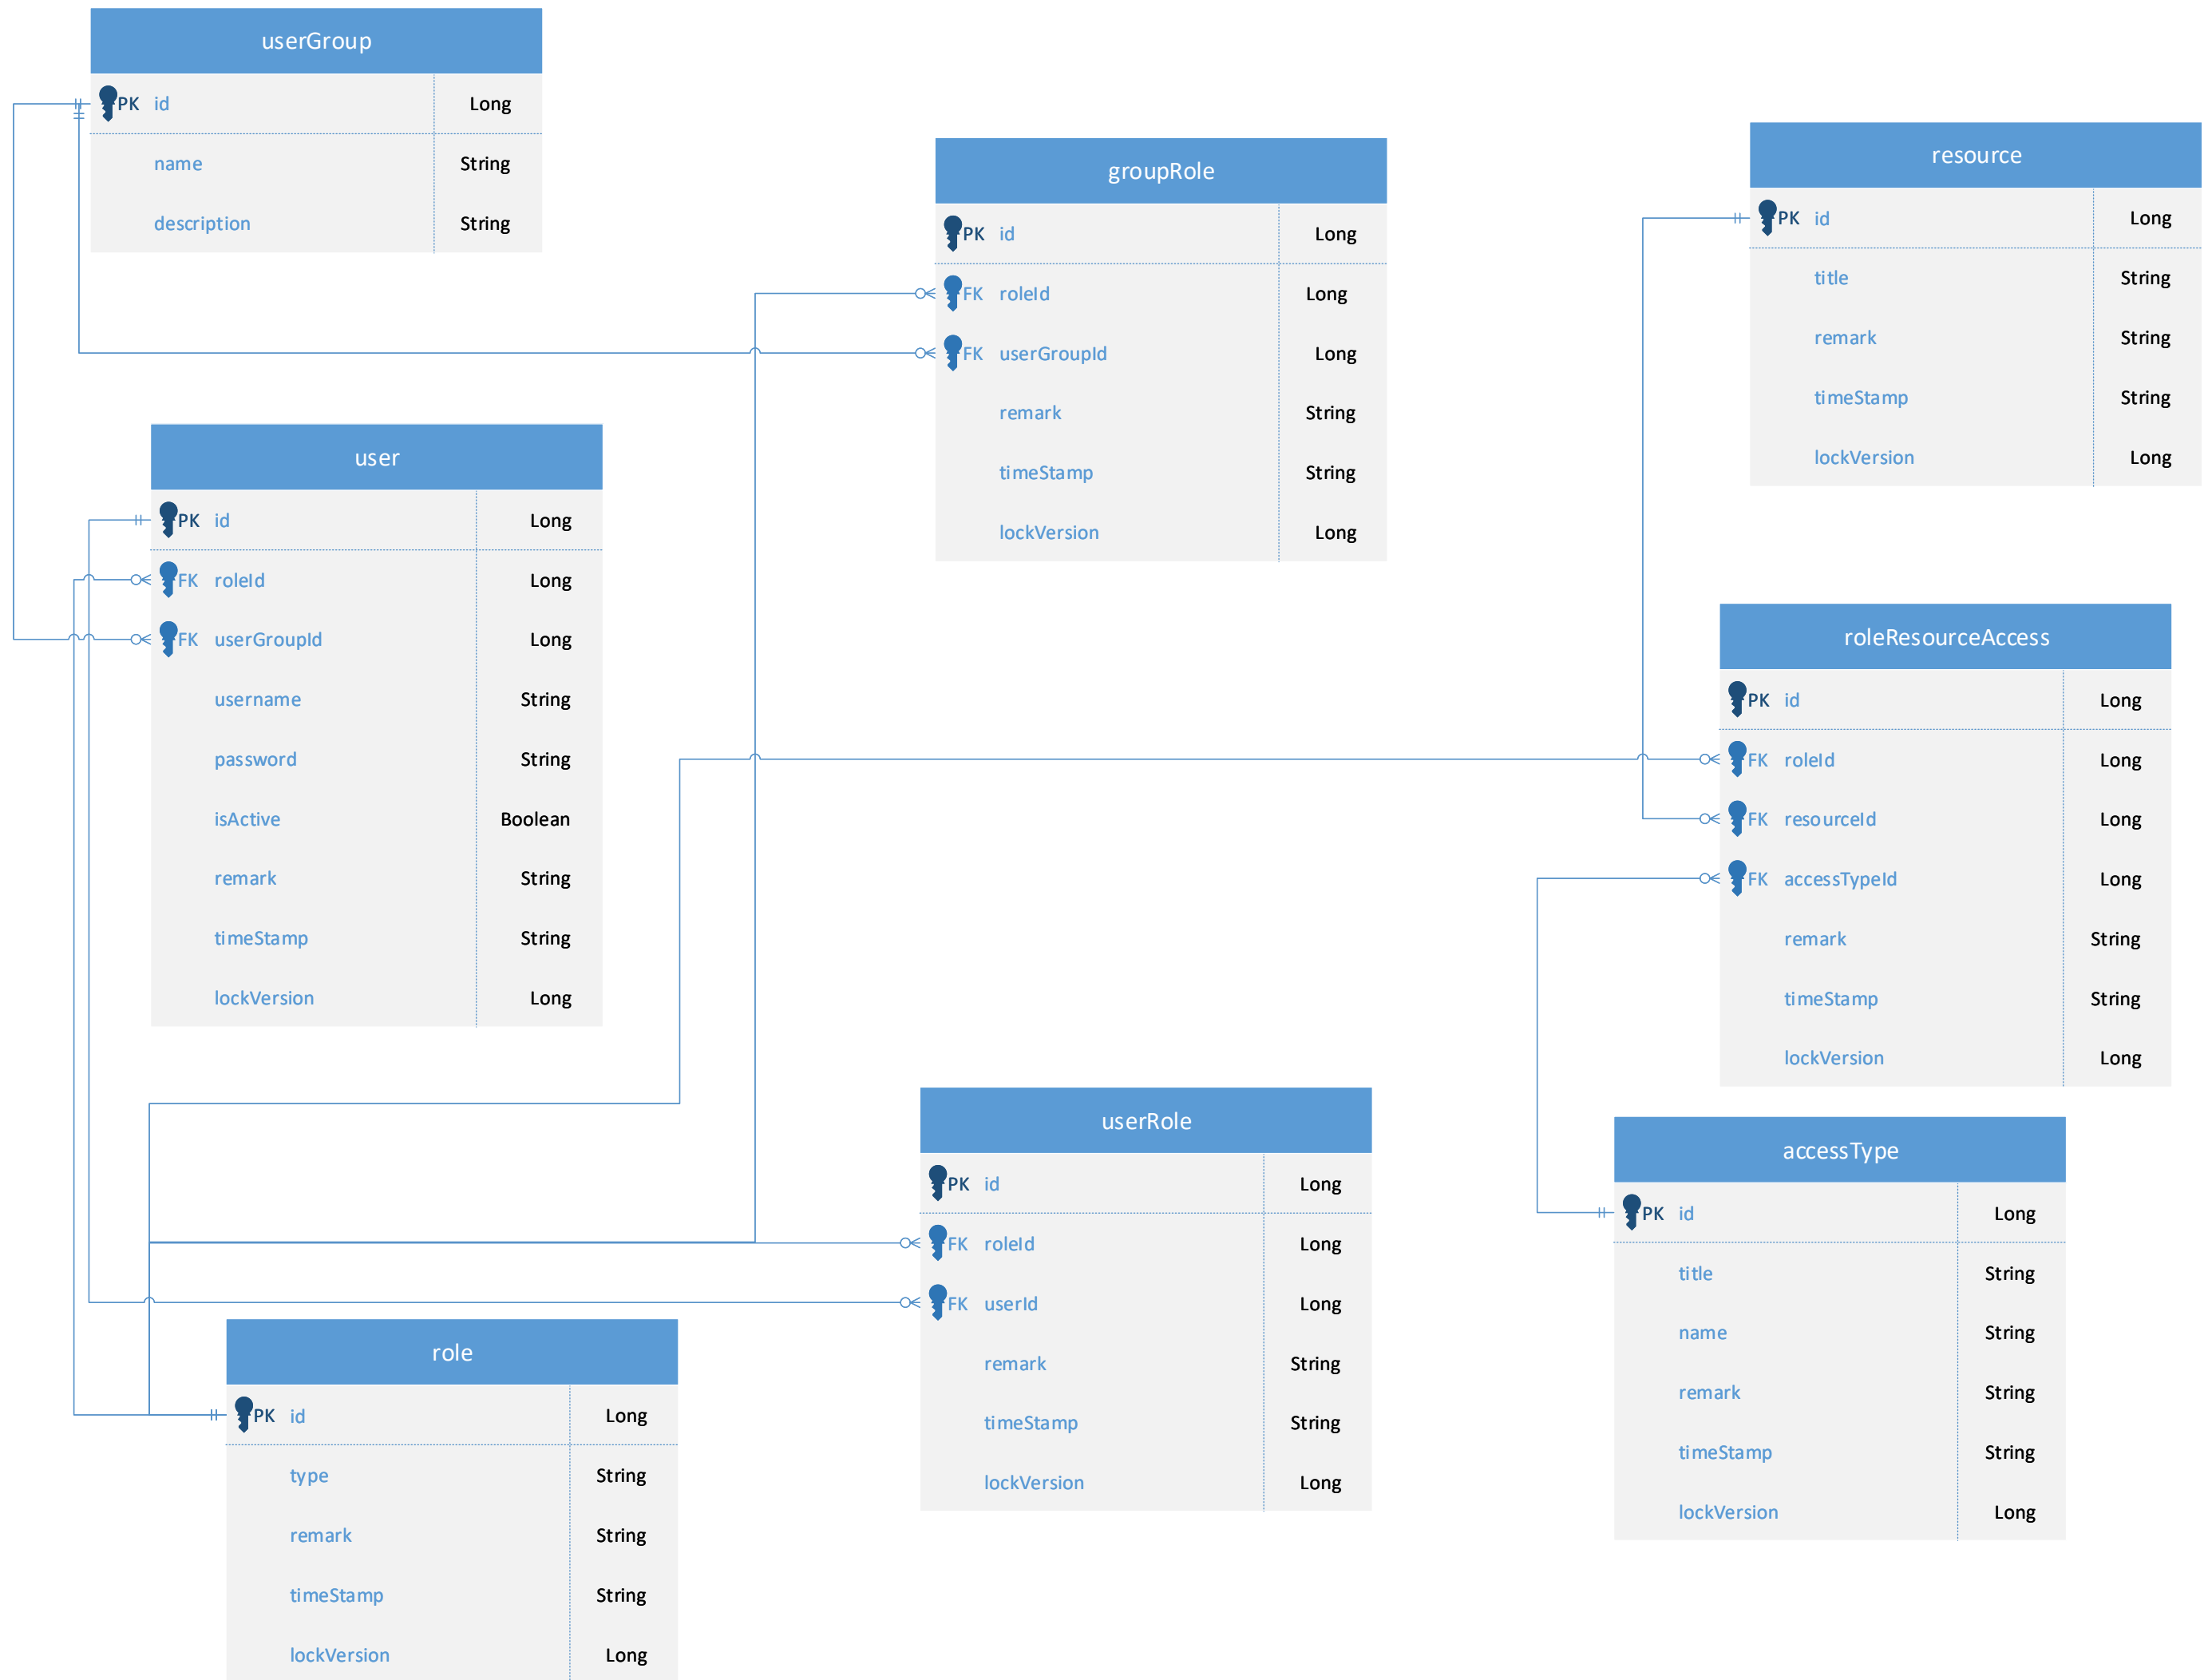 userGroup
PK id Long
name String
description String
groupRole
PK id Long
FK roleId Long
FK userGroupId Long
remark String
timeStamp String
lockVersion Long
resource
PK id Long
title String
remark String
timeStamp String
lockVersion Long
user
PK id Long
FK roleId Long
FK userGroupId Long
username String
password String
isActive Boolean
remark String
timeStamp String
lockVersion Long
roleResourceAccess
PK id Long
FK roleId Long
FK resourceId Long
FK accessTypeId Long
remark String
timeStamp String
lockVersion Long
userRole
PK id Long
FK roleId Long
FK userId Long
remark String
timeStamp String
lockVersion Long
accessType
PK id Long
title String
name String
remark String
timeStamp String
lockVersion Long
role
PK id Long
type String
remark String
timeStamp String
lockVersion Long